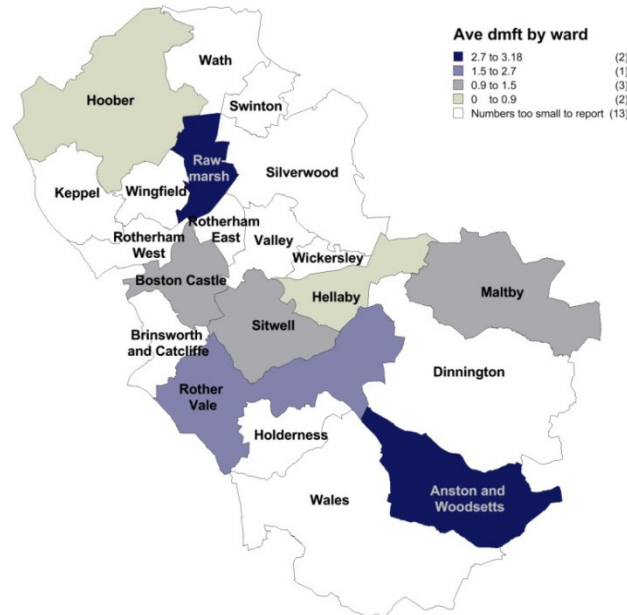 Ave dmft by ward
2.7 to 3.18 (2)
1.5 to 2.7 (1)
0.9 to 1.5 (3)
0 to 0.9 (2)
Numbers too small to report (13)
Wath
Hoober
Swinton
Raw-
marsh
Silverwood
Keppel
Wingfield
Rotherham
East
Rotherham
West
Valley
Wickersley
Boston Castle
Hellaby
Maltby
Sitwell
Brinsworth
and Catcliffe
Dinnington
Rother
Vale
Holderness
Anston and
Woodsetts
Wales